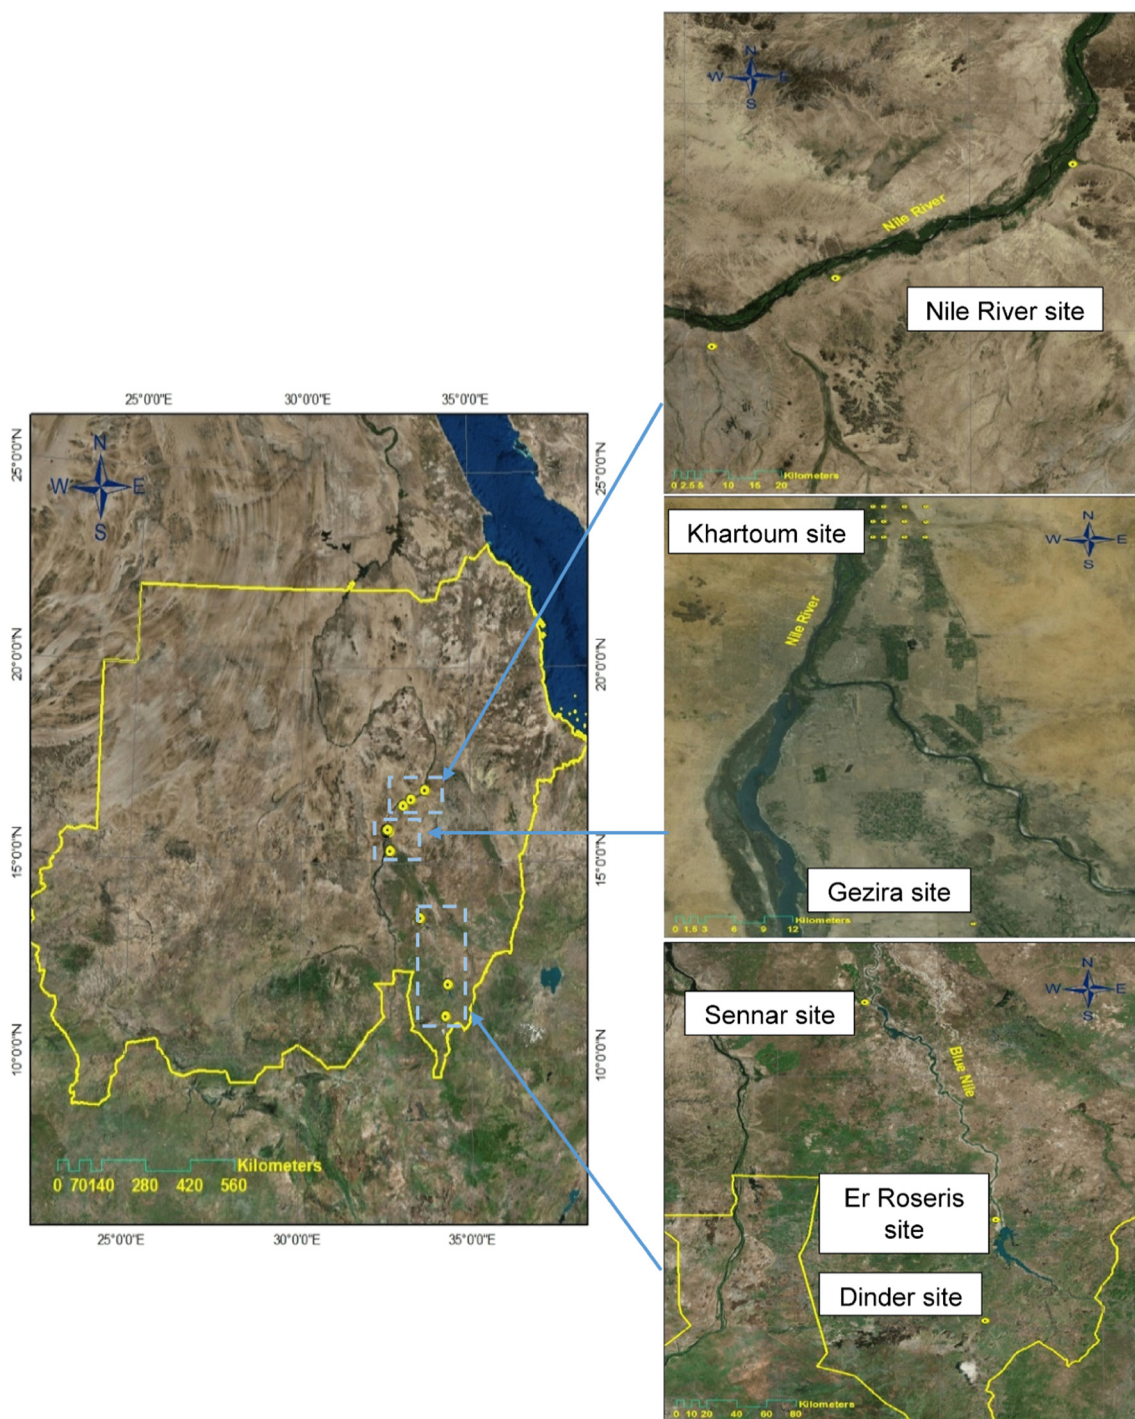 25°0'0"E 30°0'0"E 35°0'0"E
25°0'0"N
20°0'0"N
15°0'0"N
10°0'0"N
N
W E
S
25°0'0"N
20°0'0"N
15°0'0"N
10°0'0"N
Kilometers
0 70 140 280 420 560
25°0'0"E 30°0'0"E 35°0'0"E
N
W E
S
Nile River
Nile River site
Kilometers
0 2.5 5 10 15 20
Khartoum site
N
W E
S
Nile River
Gezira site
Kilometers
0 1.5 3 6 9 12
Sennar site
N
W E
S
Blue Nile
Er Roseris
site
Dinder site
Kilometers
0 10 20 40 60 80